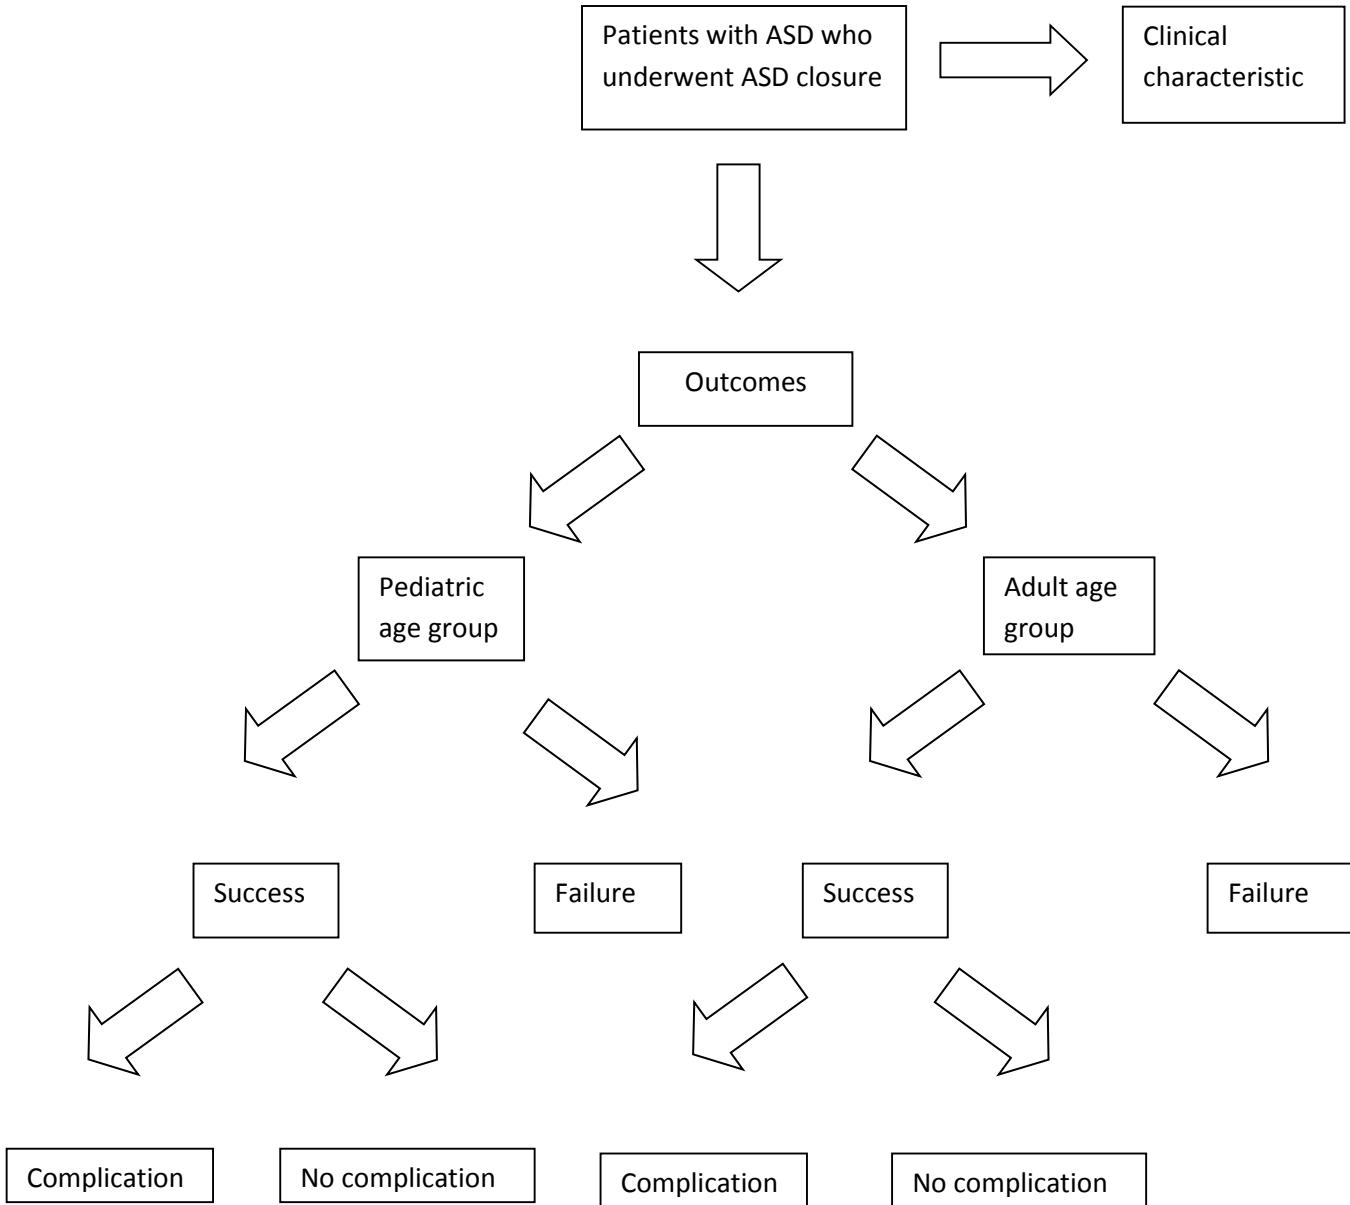 Patients with ASD who
underwent ASD closure
Clinical
characteristic
Outcomes
Pediatric
age group
Adult age
group
Success
Failure
Success
Failure
Complication
No complication
Complication
No complication